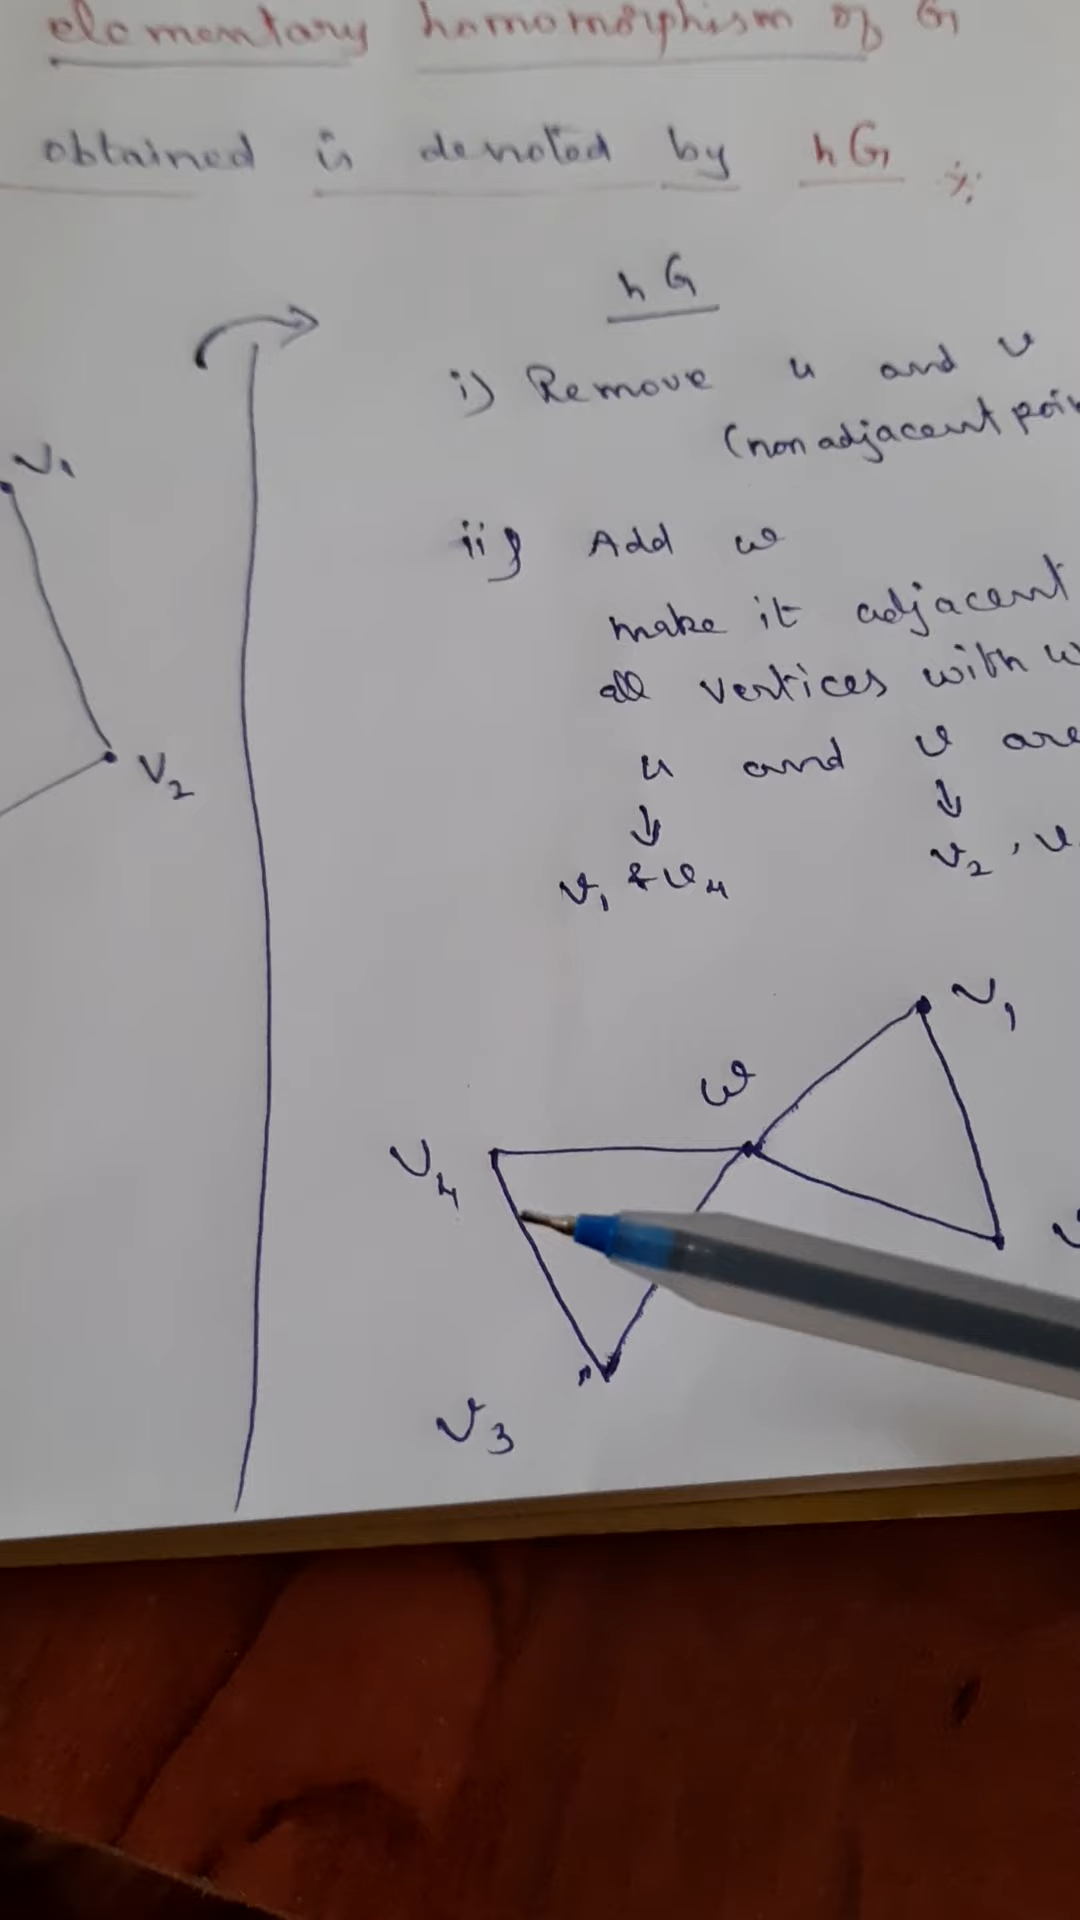 elementary homomorphism of G
obtained is denoted by hG
hG
i) Remove u and v
(non adjacent
ii) Add w
make it adjacent
all vertices with
u and v are
v₁ & v₄ v₂ ,
v₁
v₂
v₁
w
v₄
v₃